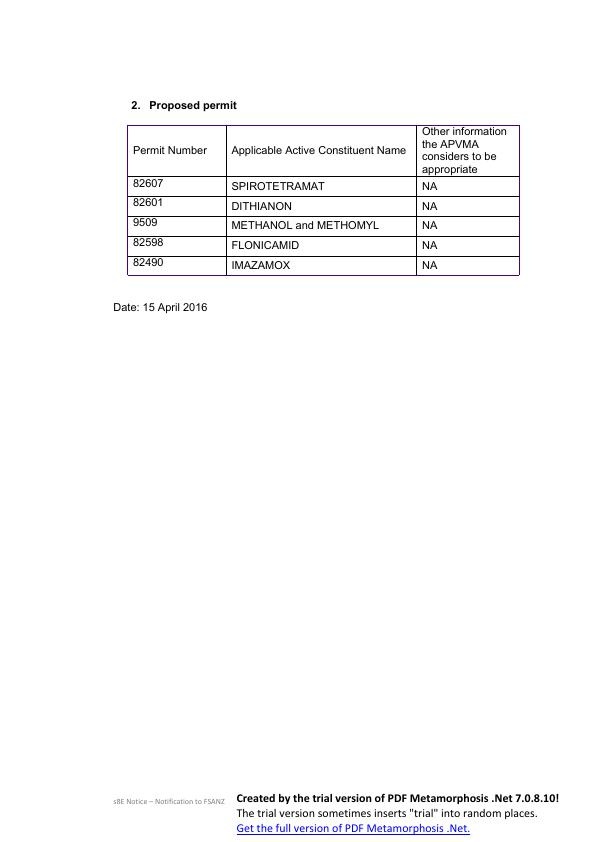 2. Proposed permit
Permit Number Applicable Active Constituent Name Other information
the APVMA
considers to be
appropriate
82607 SPIROTETRAMAT NA
82601 DITHIANON NA
9509 METHANOL and METHOMYL NA
82598 FLONICAMID NA
82490 IMAZAMOX NA
Date: 15 April 2016
s8E Notice – Notification to FSANZ
Created by the trial version of PDF Metamorphosis .Net 7.0.8.10!
The trial version sometimes inserts "trial" into random places.
Get the full version of PDF Metamorphosis .Net.